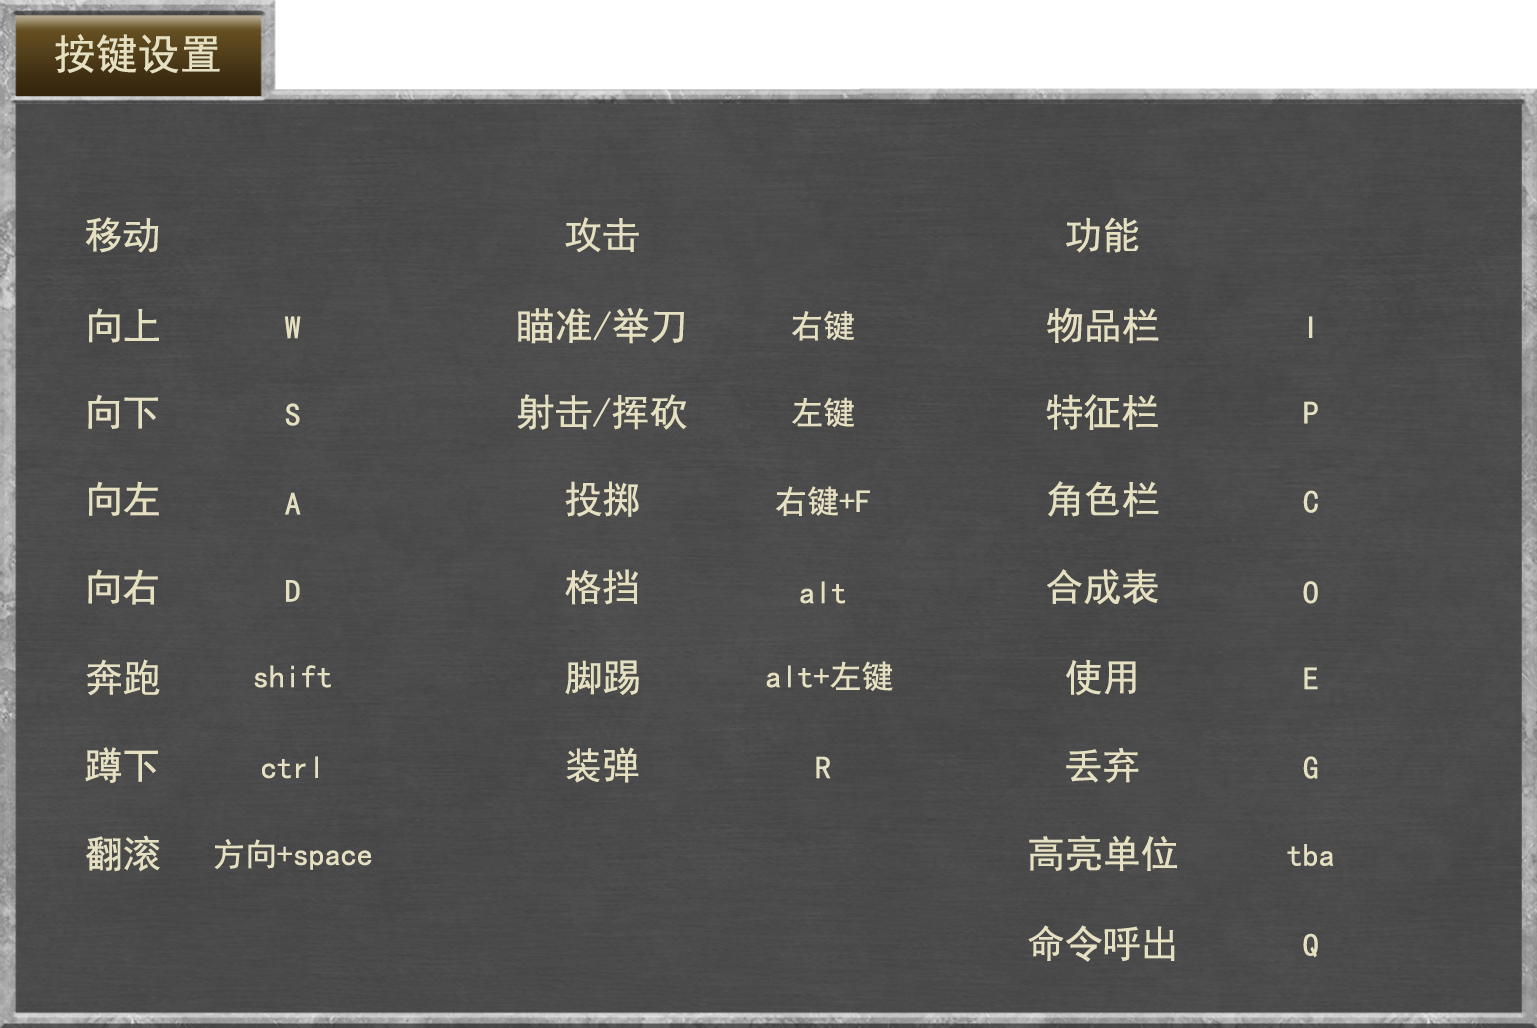 按键设置
移动 攻击 功能
向上 W 瞄准/举刀 右键 物品栏 I
向下 S 射击/挥砍 左键 特征栏 P
向左 A 投掷 右键+F 角色栏 C
向右 D 格挡 alt 合成表 O
奔跑 shift 脚踢 alt+左键 使用 E
蹲下 ctrl 装弹 R 丢弃 G
翻滚 方向+space 高亮单位 tba
命令呼出 Q